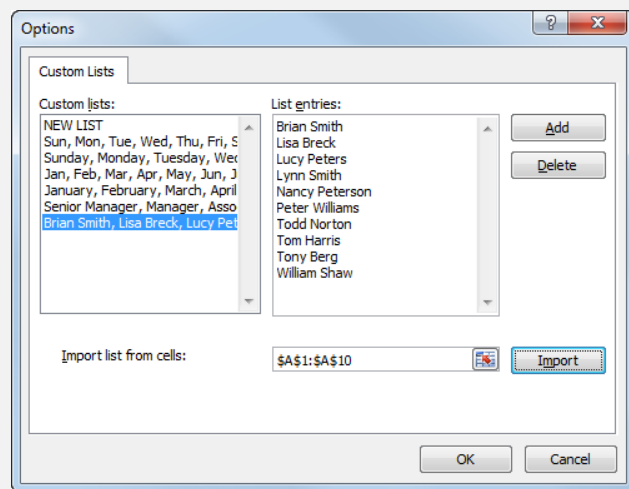 Options
Custom Lists
Custom lists:
NEW LIST
Sun, Mon, Tue, Wed, Thu, Fri, S
Sunday, Monday, Tuesday, Wed
Jan, Feb, Mar, Apr, May, Jun, J
January, February, March, April
Senior Manager, Manager, Asso
Brian Smith, Lisa Breck, Lucy Pet
List entries:
Brian Smith
Lisa Breck
Lucy Peters
Lynn Smith
Nancy Peterson
Peter Williams
Todd Norton
Tom Harris
Tony Berg
William Shaw
Add
Delete
Import list from cells:
$A$1:$A$10
Import
OK
Cancel